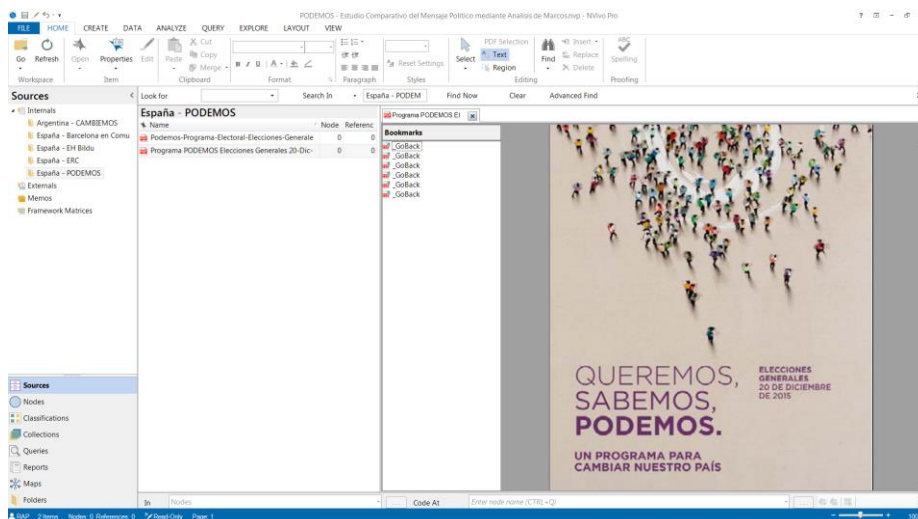 PODEMOS - Estudio Comparativo del Mensaje Político mediante Analisis de Marcos.nvp - NVivo Pro
FILE HOME CREATE DATA ANALYZE QUERY EXPLORE LAYOUT VIEW
Go Refresh Open Properties Edit Paste Cut Copy Merge
PDF Selection Text Region Select Find Insert Replace Delete Spelling
Reset Settings
Workspace Item Clipboard Format Paragraph Styles Editing Proofing
Sources
Look for Search In España - PODEM Find Now Clear Advanced Find
Internals
Argentina - CAMBIEMOS
España - Barcelona en Comu
España - EH Bildu
España - ERC
España - PODEMOS
Externals
Memos
Framework Matrices
España - PODEMOS
Name Node Referenc
Podemos-Programa-Electoral-Elecciones-Generale 0 0
Programa PODEMOS Elecciones Generales 20-Dic- 0 0
Programa PODEMOS El
Bookmarks
_GoBack
_GoBack
_GoBack
_GoBack
_GoBack
_GoBack
QUEREMOS,
SABEMOS,
PODEMOS.
ELECCIONES
GENERALES
20 DE DICIEMBRE
DE 2015
UN PROGRAMA PARA
CAMBIAR NUESTRO PAÍS
Sources
Nodes
Classifications
Collections
Queries
Reports
Maps
Folders
In Nodes Code At Enter node name (CTRL+Q)
RAP 2 Items Nodes: 0 References: 0 Read-Only Page: 1